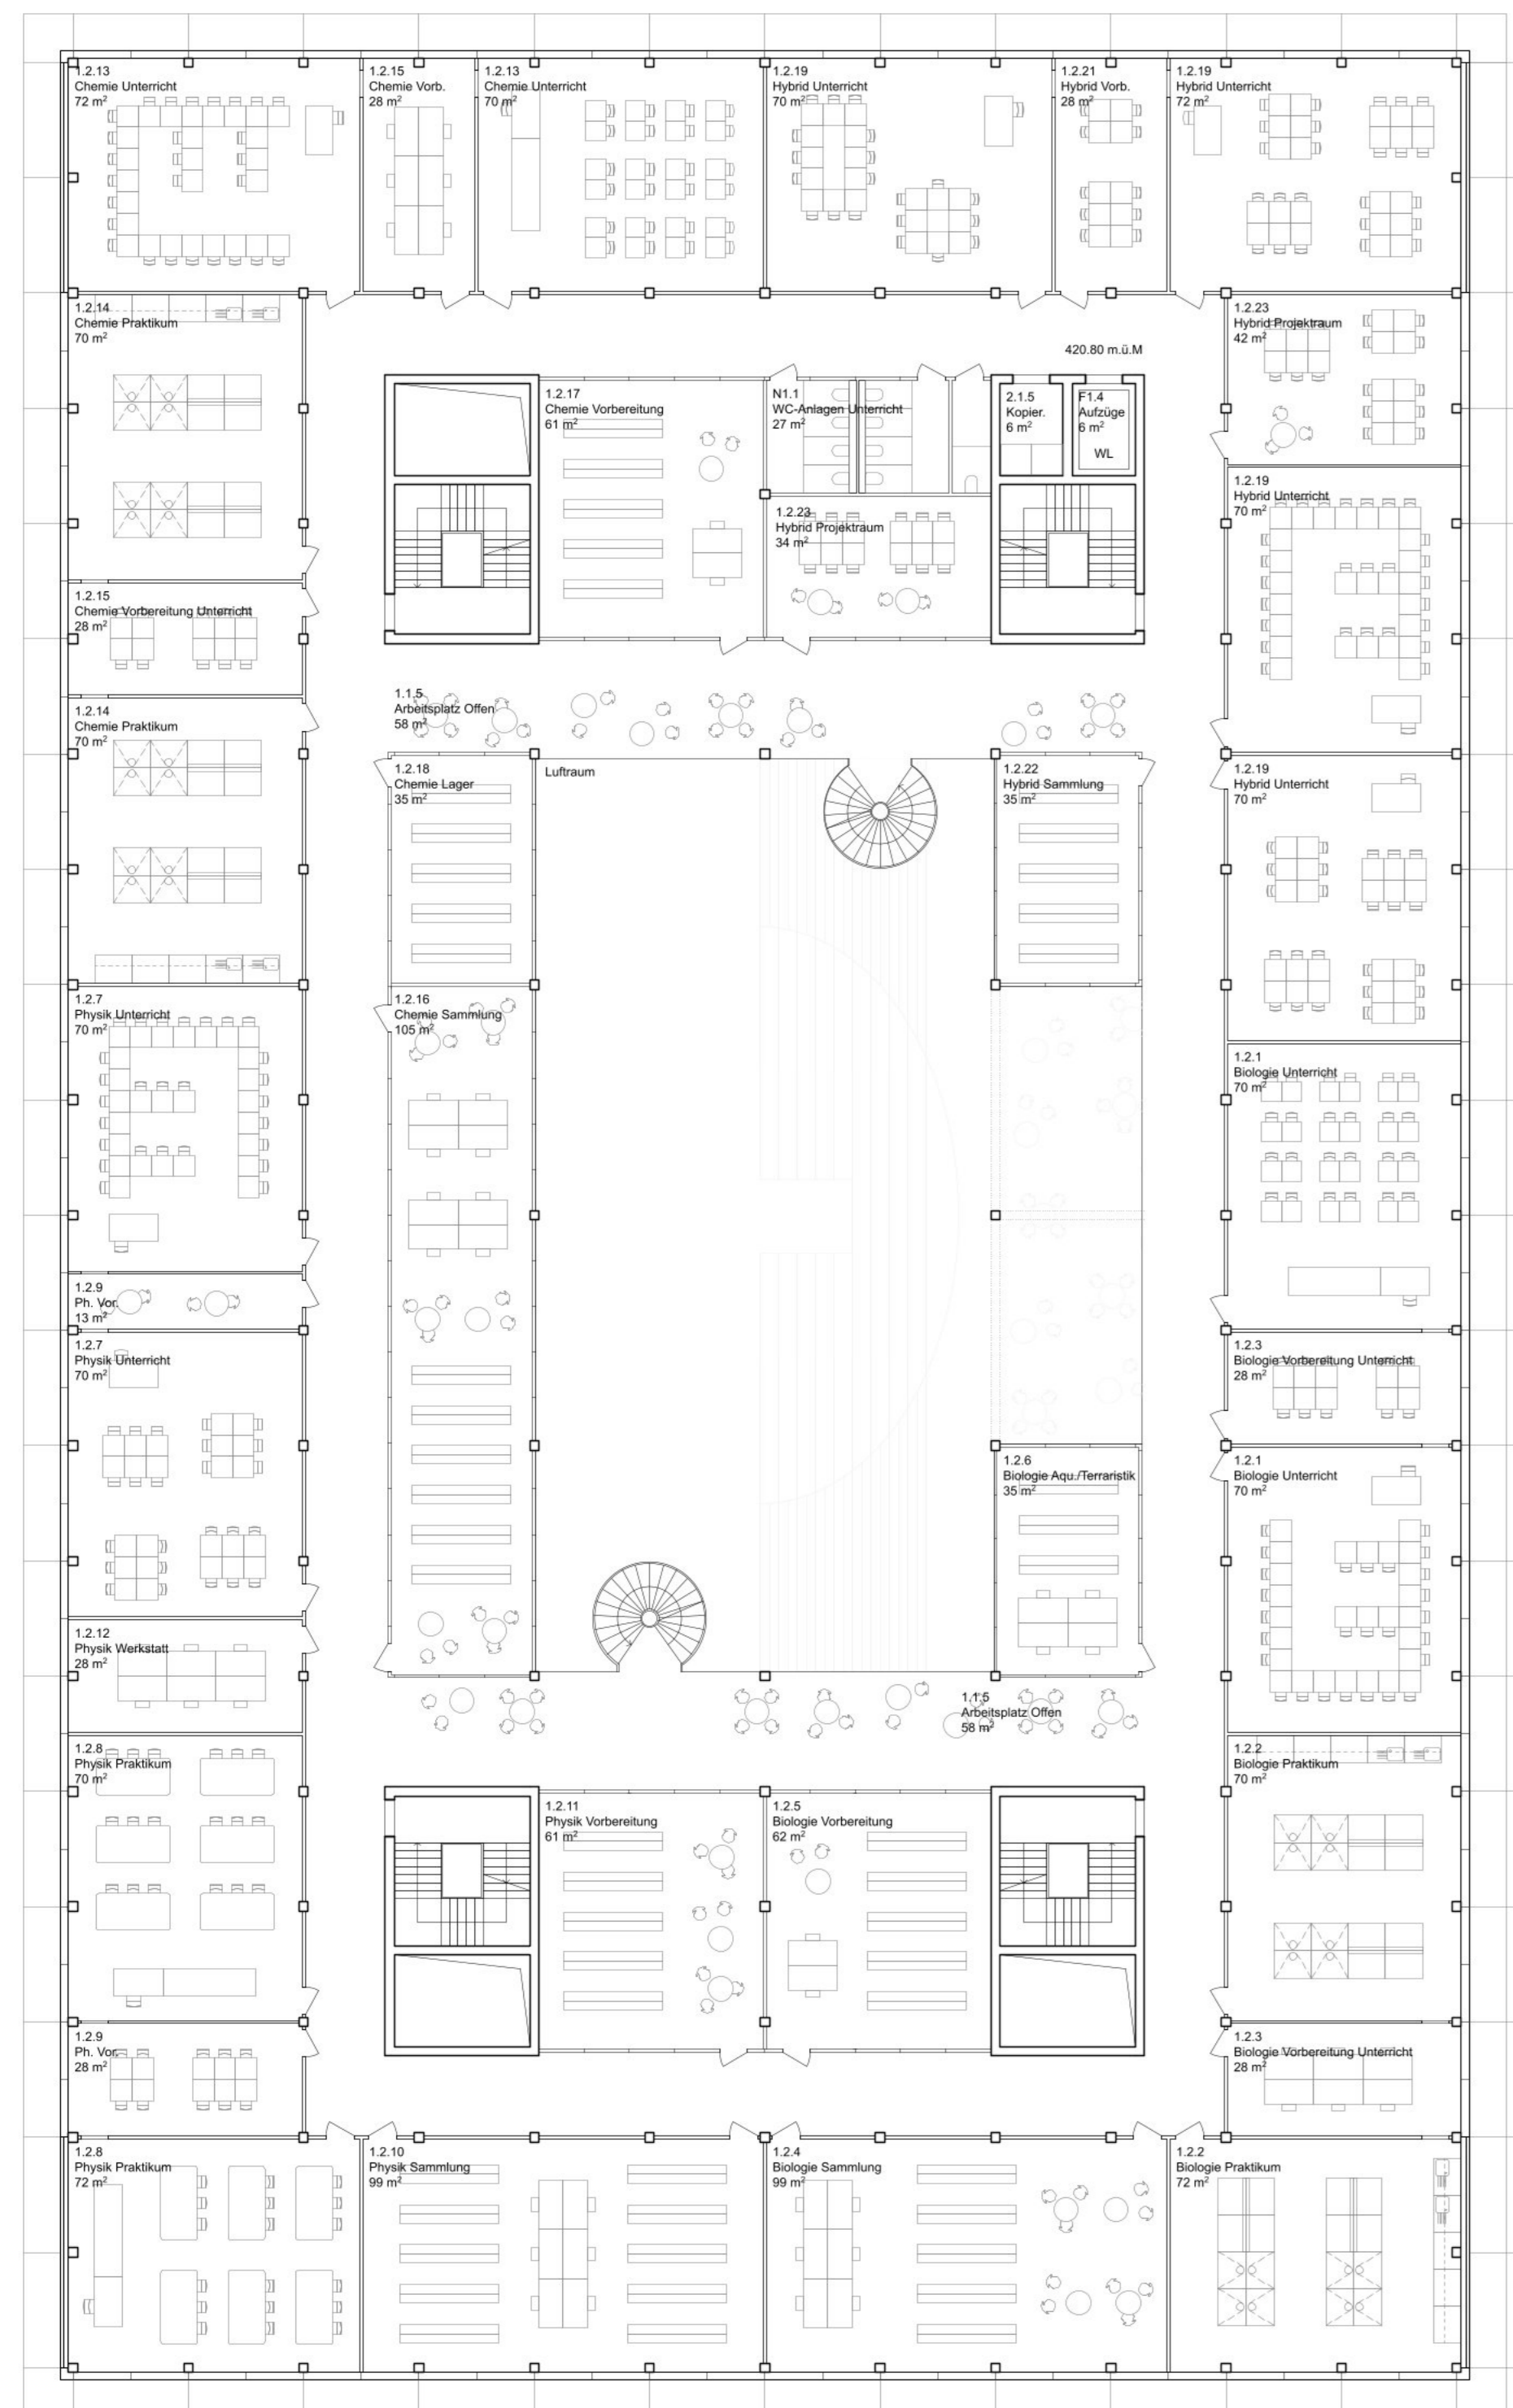 1.2.13
Chemie Unterricht
72 m²
1.2.15
Chemie Vorb.
28 m²
1.2.13
Chemie Unterricht
70 m²
1.2.19
Hybrid Unterricht
70 m²
1.2.21
Hybrid Vorb.
28 m²
1.2.19
Hybrid Unterricht
72 m²
1.2.14
Chemie Praktikum
70 m²
1.2.23
Hybrid Projektraum
42 m²
420.80 m.ü.M
1.2.17
Chemie Vorbereitung
61 m²
N1.1
WC-Anlagen Unterricht
27 m²
2.1.5
Kopier.
6 m²
F1.4
Aufzüge
6 m²
WL
1.2.19
Hybrid Unterricht
70 m²
1.2.23
Hybrid Projektraum
34 m²
1.2.15
Chemie Vorbereitung Unterricht
28 m²
1.1.5
Arbeitsplatz Offen
58 m²
1.2.14
Chemie Praktikum
70 m²
1.2.18
Chemie Lager
35 m²
Luftraum
1.2.22
Hybrid Sammlung
35 m²
1.2.19
Hybrid Unterricht
70 m²
1.2.7
Physik Unterricht
70 m²
1.2.16
Chemie Sammlung
105 m²
1.2.1
Biologie Unterricht
70 m²
1.2.9
Ph. Vor.
13 m²
1.2.7
Physik Unterricht
70 m²
1.2.3
Biologie Vorbereitung Unterricht
28 m²
1.2.6
Biologie Aqu./Terraristik
35 m²
1.2.1
Biologie Unterricht
70 m²
1.2.12
Physik Werkstatt
28 m²
1.1.5
Arbeitsplatz Offen
58 m²
1.2.8
Physik Praktikum
70 m²
1.2.2
Biologie Praktikum
70 m²
1.2.11
Physik Vorbereitung
61 m²
1.2.5
Biologie Vorbereitung
62 m²
1.2.9
Ph. Vor.
28 m²
1.2.3
Biologie Vorbereitung Unterricht
28 m²
1.2.8
Physik Praktikum
72 m²
1.2.10
Physik Sammlung
99 m²
1.2.4
Biologie Sammlung
99 m²
1.2.2
Biologie Praktikum
72 m²